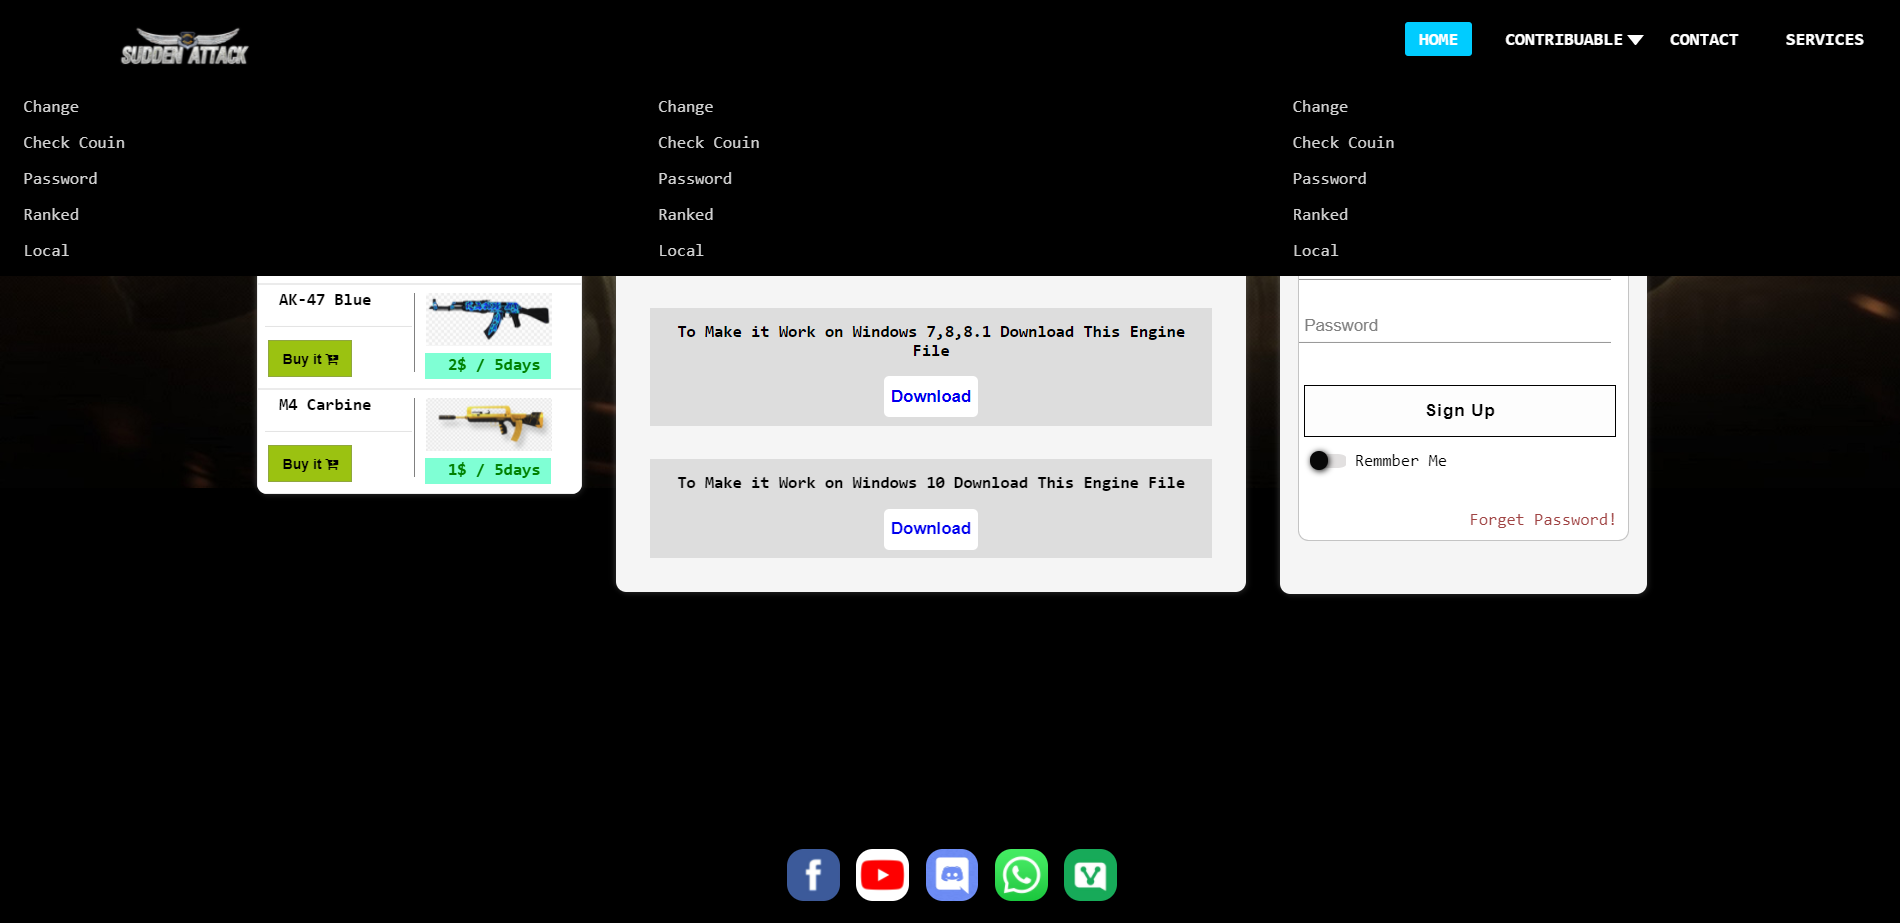 SUDDEN ATTACK
HOME
CONTRIBUABLE
CONTACT
SERVICES
Change
Check Couin
Password
Ranked
Local
Change
Check Couin
Password
Ranked
Local
Change
Check Couin
Password
Ranked
Local
AK-47 Blue
Buy it
2$ / 5days
M4 Carbine
Buy it
1$ / 5days
To Make it Work on Windows 7,8,8.1 Download This Engine
File
Download
To Make it Work on Windows 10 Download This Engine File
Download
Password
Sign Up
Remmber Me
Forget Password!